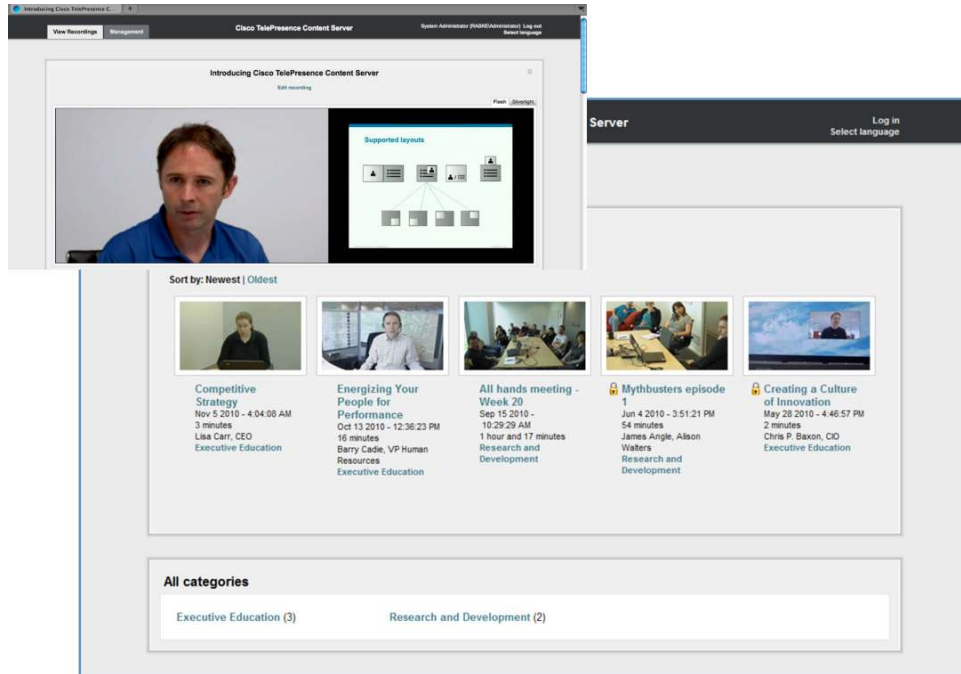 Introducing Cisco TelePresence C...
+
View Recordings
Management
Cisco TelePresence Content Server
System Administrator (RASKB\Administrator) Log out
Select language
Introducing Cisco TelePresence Content Server
Edit recording
Flash Silverlight
Supported layouts
Server
Log in
Select language
Sort by: Newest | Oldest
Competitive
Strategy
Nov 5 2010 - 4:04:08 AM
3 minutes
Lisa Carr, CEO
Executive Education
Energizing Your
People for
Performance
Oct 13 2010 - 12:36:23 PM
16 minutes
Barry Cadie, VP Human
Resources
Executive Education
All hands meeting -
Week 20
Sep 15 2010 -
10:29:29 AM
1 hour and 17 minutes
Research and
Development
Mythbusters episode
1
Jun 4 2010 - 3:51:21 PM
54 minutes
James Angle, Alison
Walters
Research and
Development
Creating a Culture
of Innovation
May 28 2010 - 4:46:57 PM
2 minutes
Chris P. Baxon, CIO
Executive Education
All categories
Executive Education (3)
Research and Development (2)